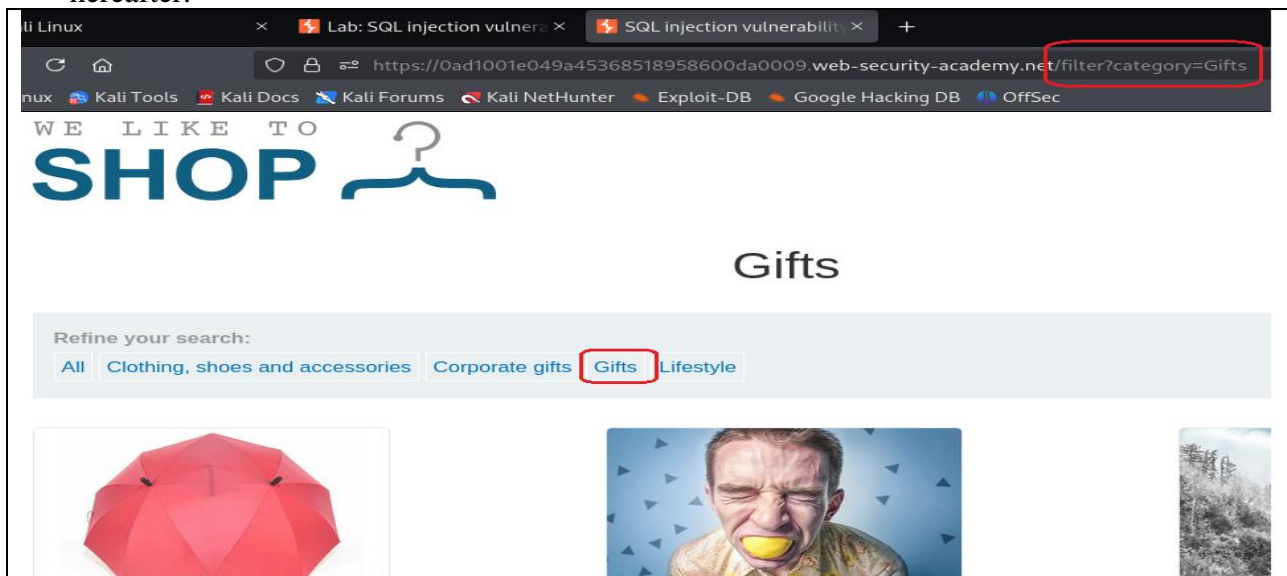 hereafter.
ali Linux × Lab: SQL injection vulnera × SQL injection vulnerability × +
https://0ad1001e049a45368518958600da0009.web-security-academy.net/filter?category=Gifts
nux Kali Tools Kali Docs Kali Forums Kali NetHunter Exploit-DB Google Hacking DB OffSec
WE LIKE TO
SHOP
Gifts
Refine your search:
All Clothing, shoes and accessories Corporate gifts Gifts Lifestyle